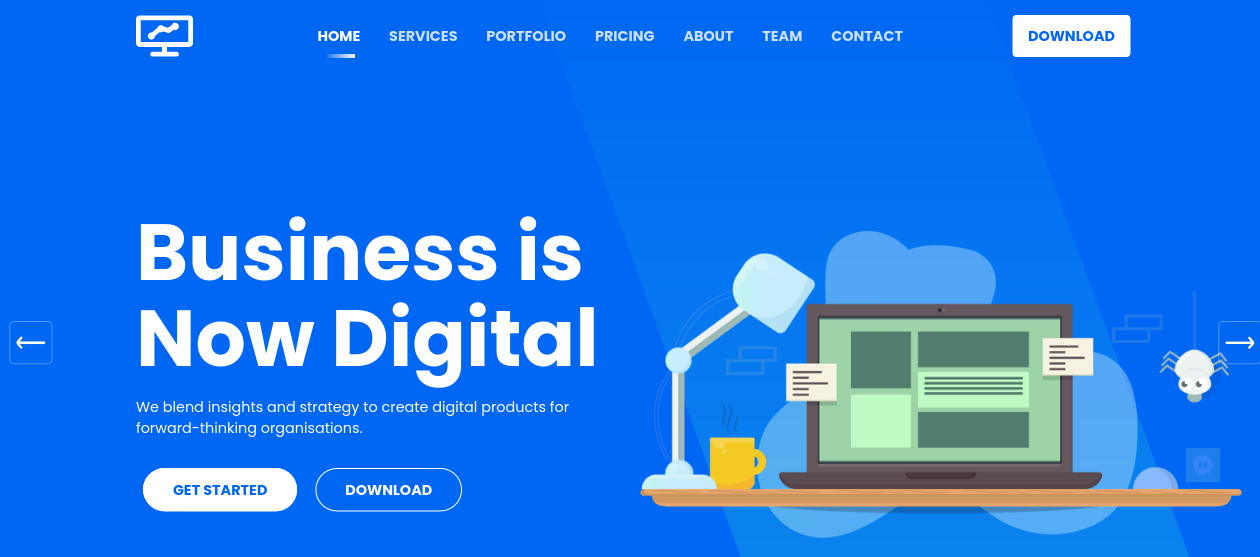 HOME SERVICES PORTFOLIO PRICING ABOUT TEAM CONTACT DOWNLOAD
Business is
Now Digital
We blend insights and strategy to create digital products for
forward-thinking organisations.
GET STARTED DOWNLOAD